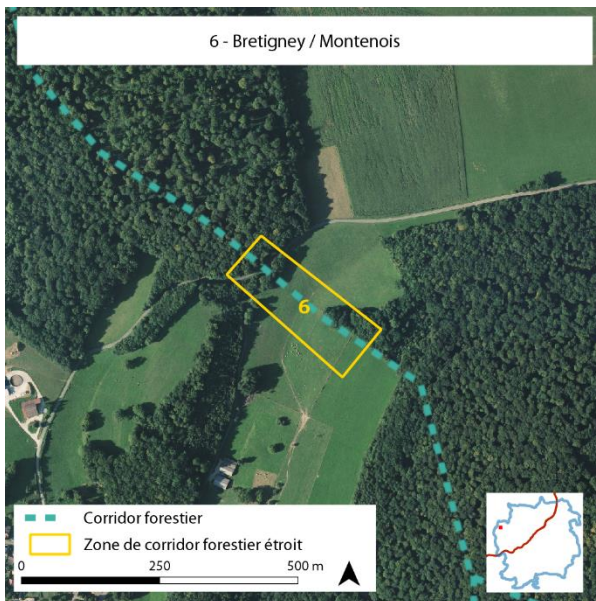 6 - Bretigney / Montenois
6
Corridor forestier
Zone de corridor forestier étroit
0 250 500 m